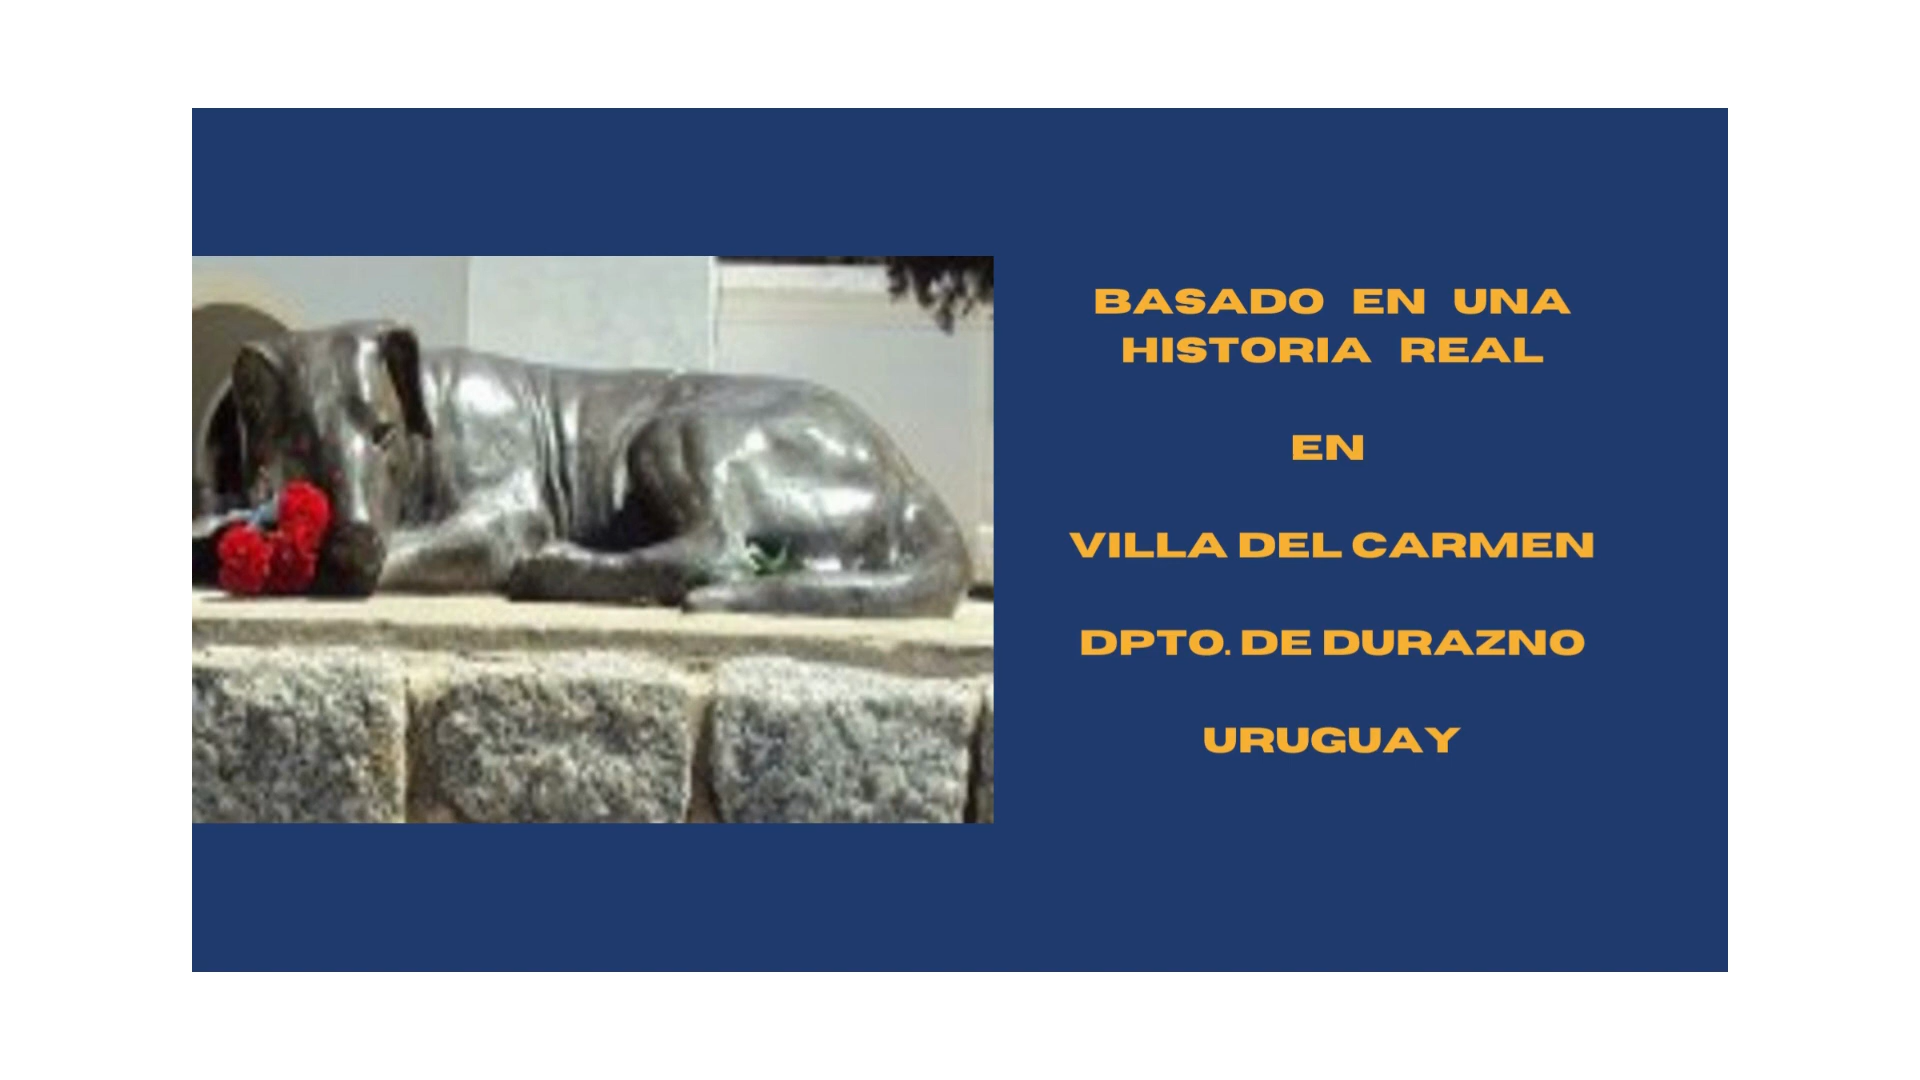 BASADO EN UNA
HISTORIA REAL
EN
VILLA DEL CARMEN
DPTO. DE DURAZNO
URUGUAY